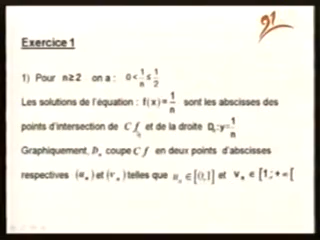 Exercice 1
1) Pour n≥2 on a : 0<1/n≤1/2
Les solutions de l'équation : f(x)=1/n sont les abscisses des
points d'intersection de Cf et de la droite Dn:y=1/n
Graphiquement, Dn coupe Cf en deux points d'abscisses
respectives (un) et (vn) telles que un ∈ [0;1] et vn ∈ [1;+∞[